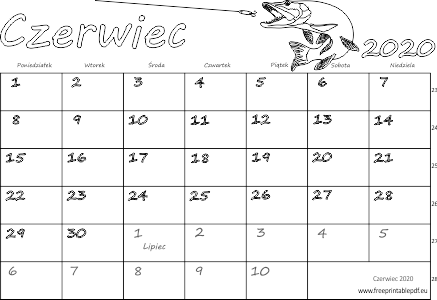 Czerwiec 2020
Poniedziałek Wtorek Środa Czwartek Piątek Sobota Niedziela
1 2 3 4 5 6 7 23
8 9 10 11 12 13 14 24
15 16 17 18 19 20 21 25
22 23 24 25 26 27 28 26
29 30 1 2 3 4 5 27
Lipiec
6 7 8 9 10 28
Czerwiec 2020
www.freeprintablepdf.eu